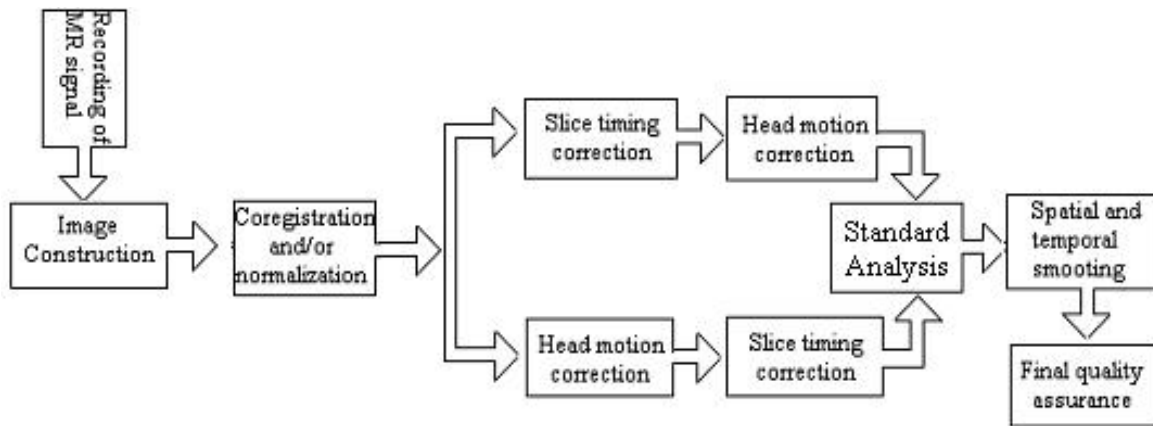 Recording of
MR signal
Image
Construction
Coregistration
and/or
normalization
Slice timing
correction
Head motion
correction
Head motion
correction
Slice timing
correction
Standard
Analysis
Spatial and
temporal
smooting
Final quality
assurance